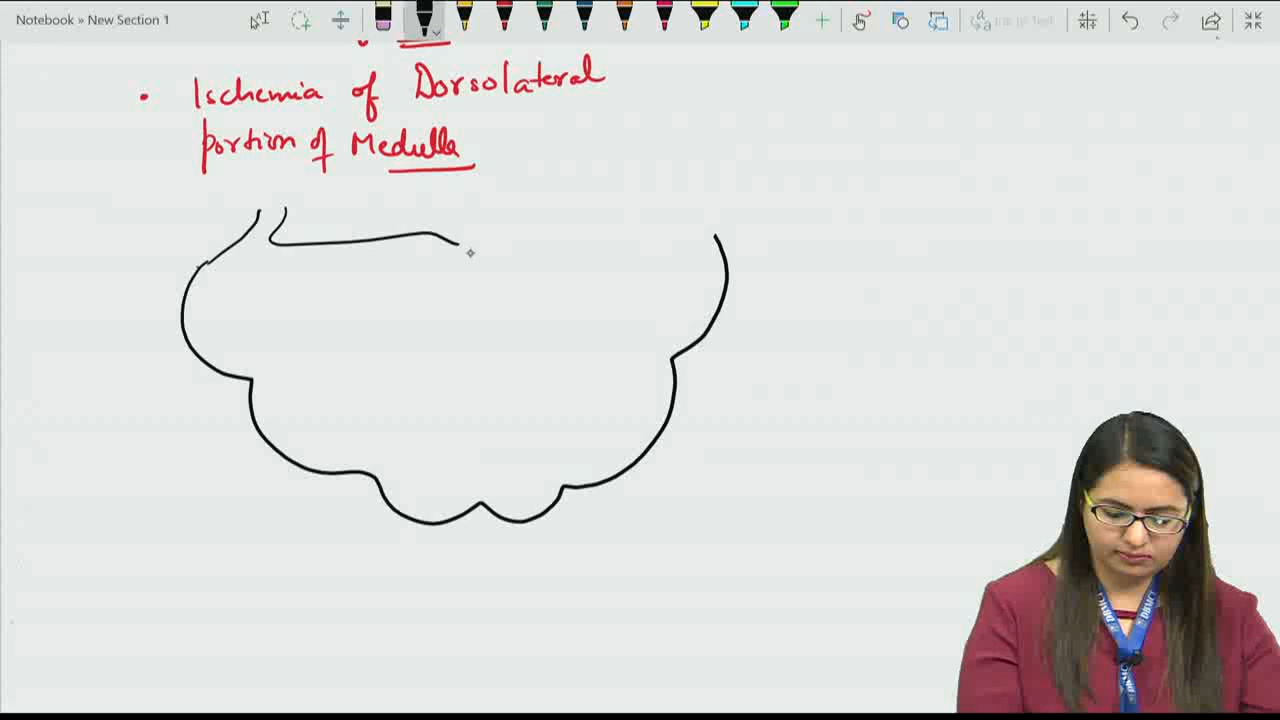 Notebook » New Section 1
• Ischemia of Dorsolateral
portion of Medulla